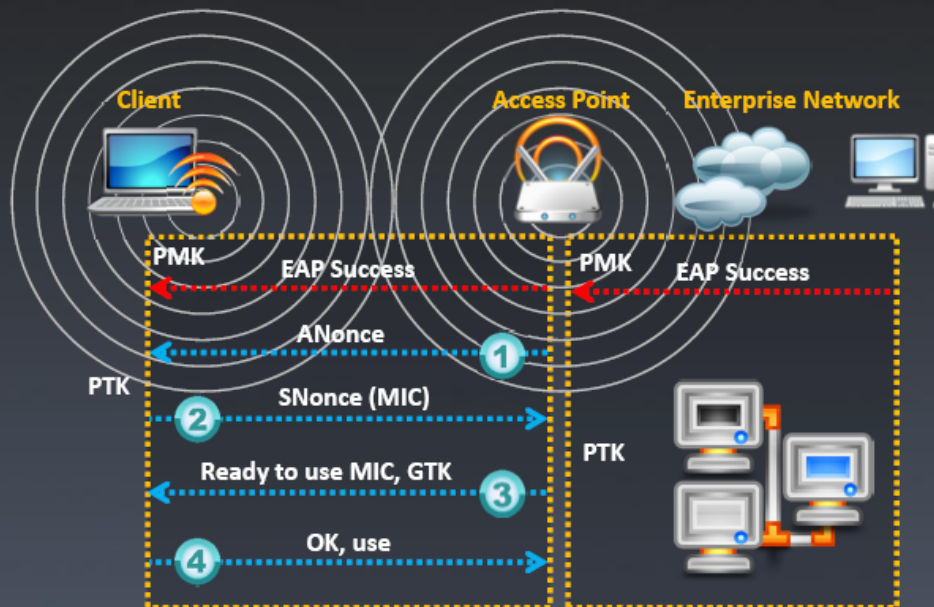 Client
Access Point
Enterprise Network
PMK
EAP Success
PMK
EAP Success
ANonce
1
PTK
2
SNonce (MIC)
PTK
Ready to use MIC, GTK
3
OK, use
4